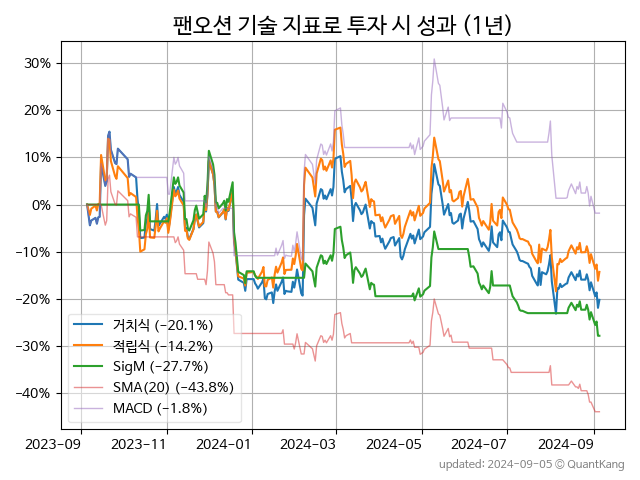 팬오션 기술 지표로 투자 시 성과 (1년)
30%
20%
10%
0%
−10%
−20%
−30%
−40%
거치식 (−20.1%)
적립식 (−14.2%)
SigM (−27.7%)
SMA(20) (−43.8%)
MACD (−1.8%)
2023-09 2023-11 2024-01 2024-03 2024-05 2024-07 2024-09
updated: 2024-09-05 © QuantKang